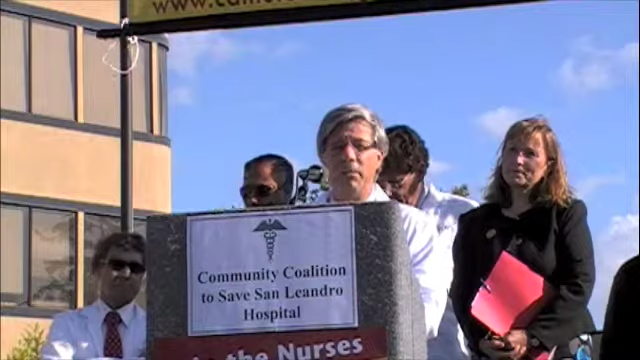 Community Coalition
to Save San Leandro
Hospital
the Nurses